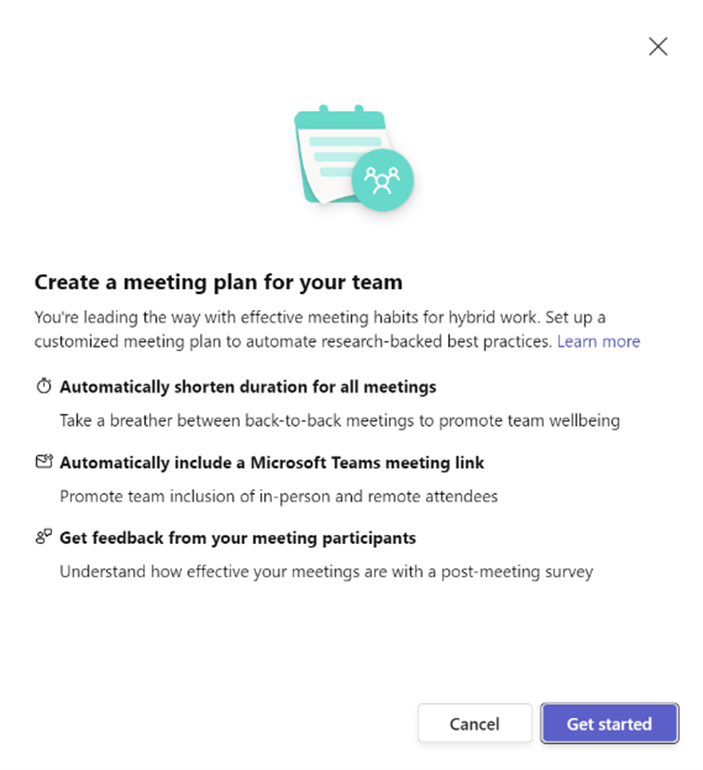 Create a meeting plan for your team
You're leading the way with effective meeting habits for hybrid work. Set up a
customized meeting plan to automate research-backed best practices. Learn more
Automatically shorten duration for all meetings
Take a breather between back-to-back meetings to promote team wellbeing
Automatically include a Microsoft Teams meeting link
Promote team inclusion of in-person and remote attendees
Get feedback from your meeting participants
Understand how effective your meetings are with a post-meeting survey
Cancel
Get started